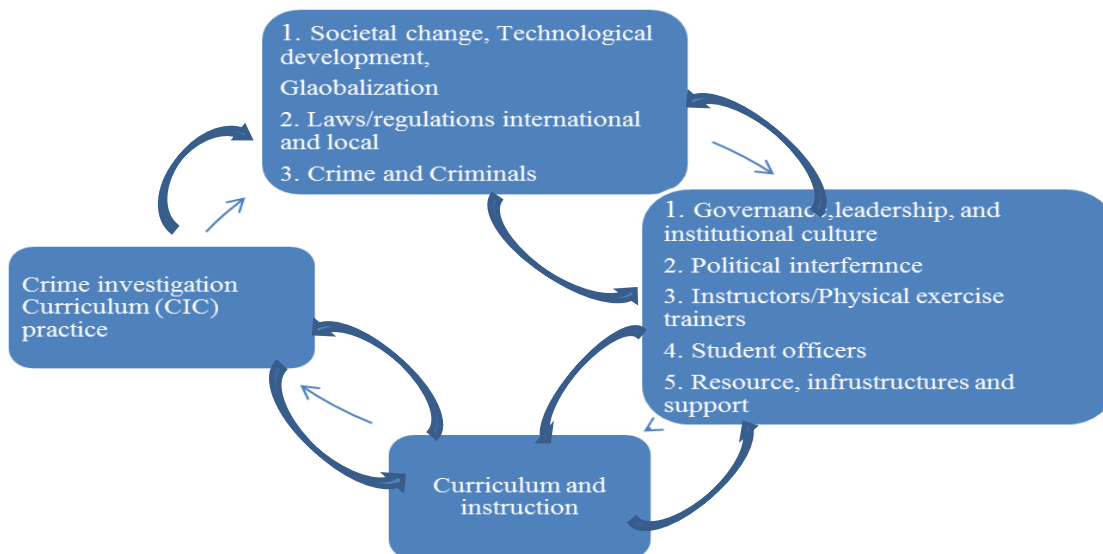 1. Societal change, Technological
development,
Glaobalization
2. Laws/regulations international
and local
3. Crime and Criminals
1. Governance,leadership, and
institutional culture
2. Political interfernnce
3. Instructors/Physical exercise
trainers
4. Student officers
5. Resource, infrustructures and
support
Crime investigation
Curriculum (CIC)
practice
Curriculum and
instruction